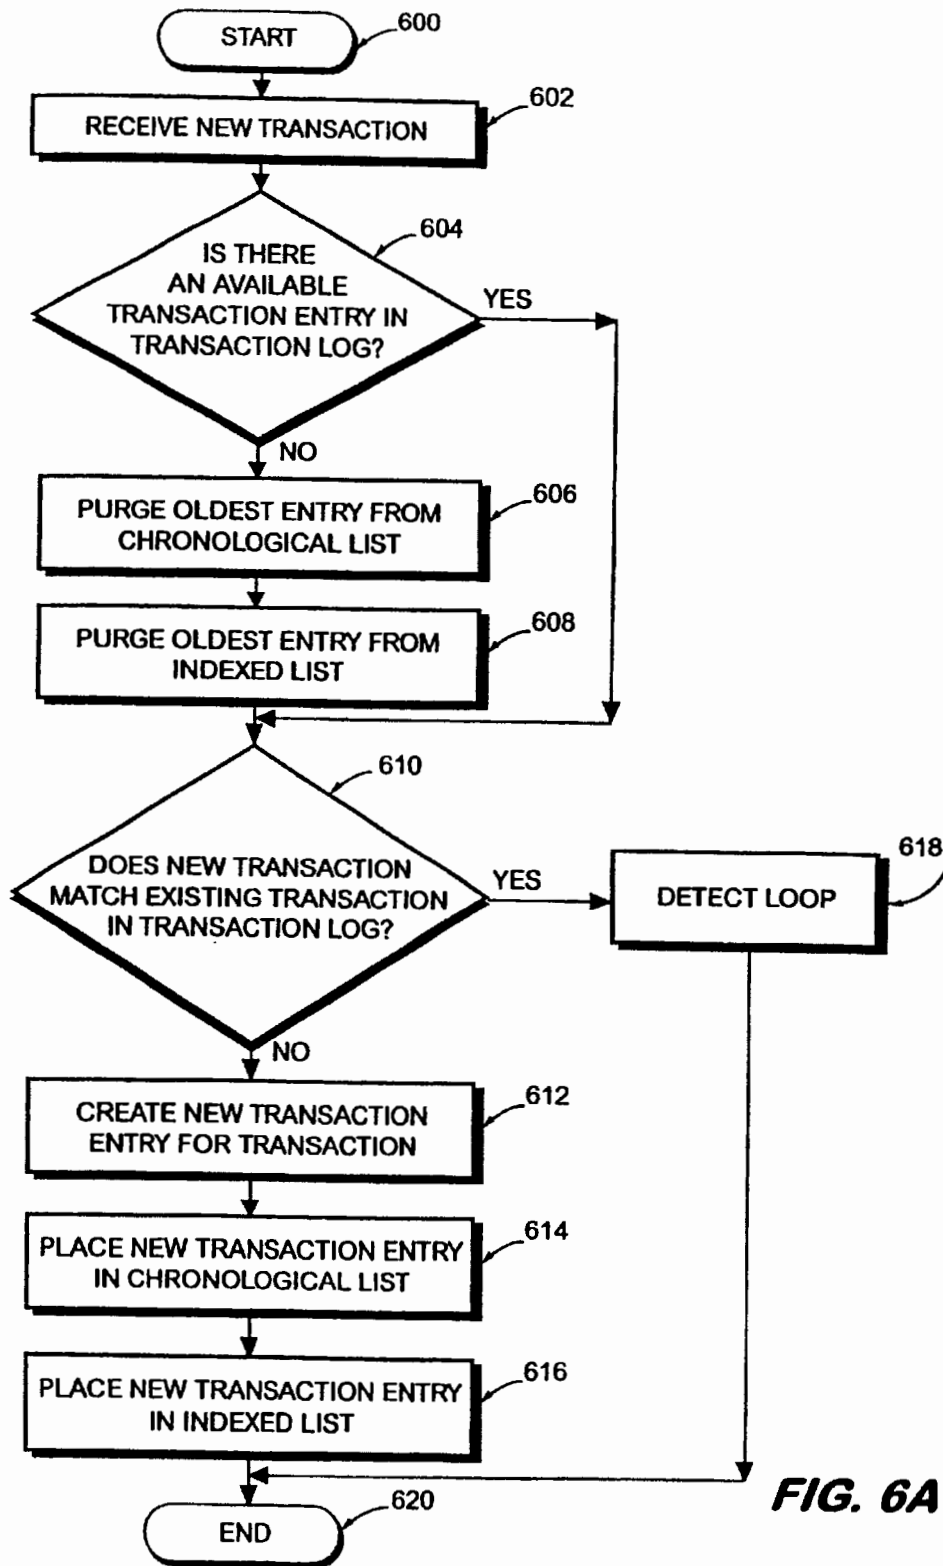 START
600
602
RECEIVE NEW TRANSACTION
604
IS THERE
AN AVAILABLE
TRANSACTION ENTRY IN
TRANSACTION LOG?
YES
NO
PURGE OLDEST ENTRY FROM
CHRONOLOGICAL LIST
606
PURGE OLDEST ENTRY FROM
INDEXED LIST
608
610
DOES NEW TRANSACTION
MATCH EXISTING TRANSACTION
IN TRANSACTION LOG?
YES
DETECT LOOP
618
NO
CREATE NEW TRANSACTION
ENTRY FOR TRANSACTION
612
PLACE NEW TRANSACTION ENTRY
IN CHRONOLOGICAL LIST
614
PLACE NEW TRANSACTION ENTRY
IN INDEXED LIST
616
END
620
FIG. 6A